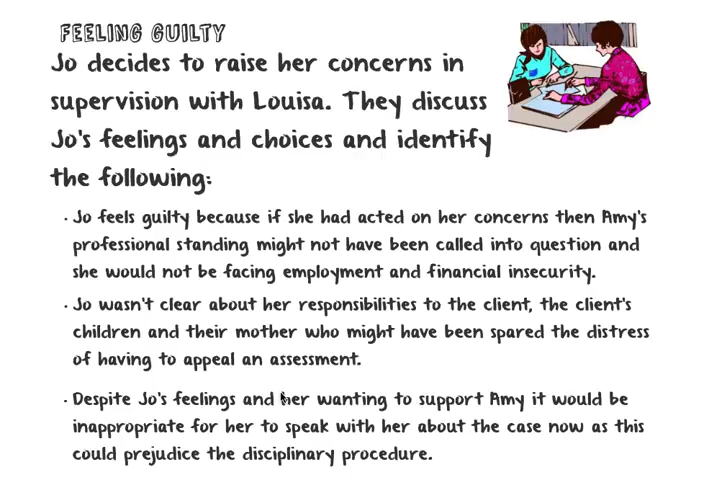 FEELING GUILTY
Jo decides to raise her concerns in
supervision with Louisa. They discuss
Jo's feelings and choices and identify
the following:
· Jo feels guilty because if she had acted on her concerns then Amy's
professional standing might not have been called into question and
she would not be facing employment and financial insecurity.
· Jo wasn't clear about her responsibilities to the client, the client's
children and their mother who might have been spared the distress
of having to appeal an assessment.
· Despite Jo's feelings and her wanting to support Amy it would be
inappropriate for her to speak with her about the case now as this
could prejudice the disciplinary procedure.